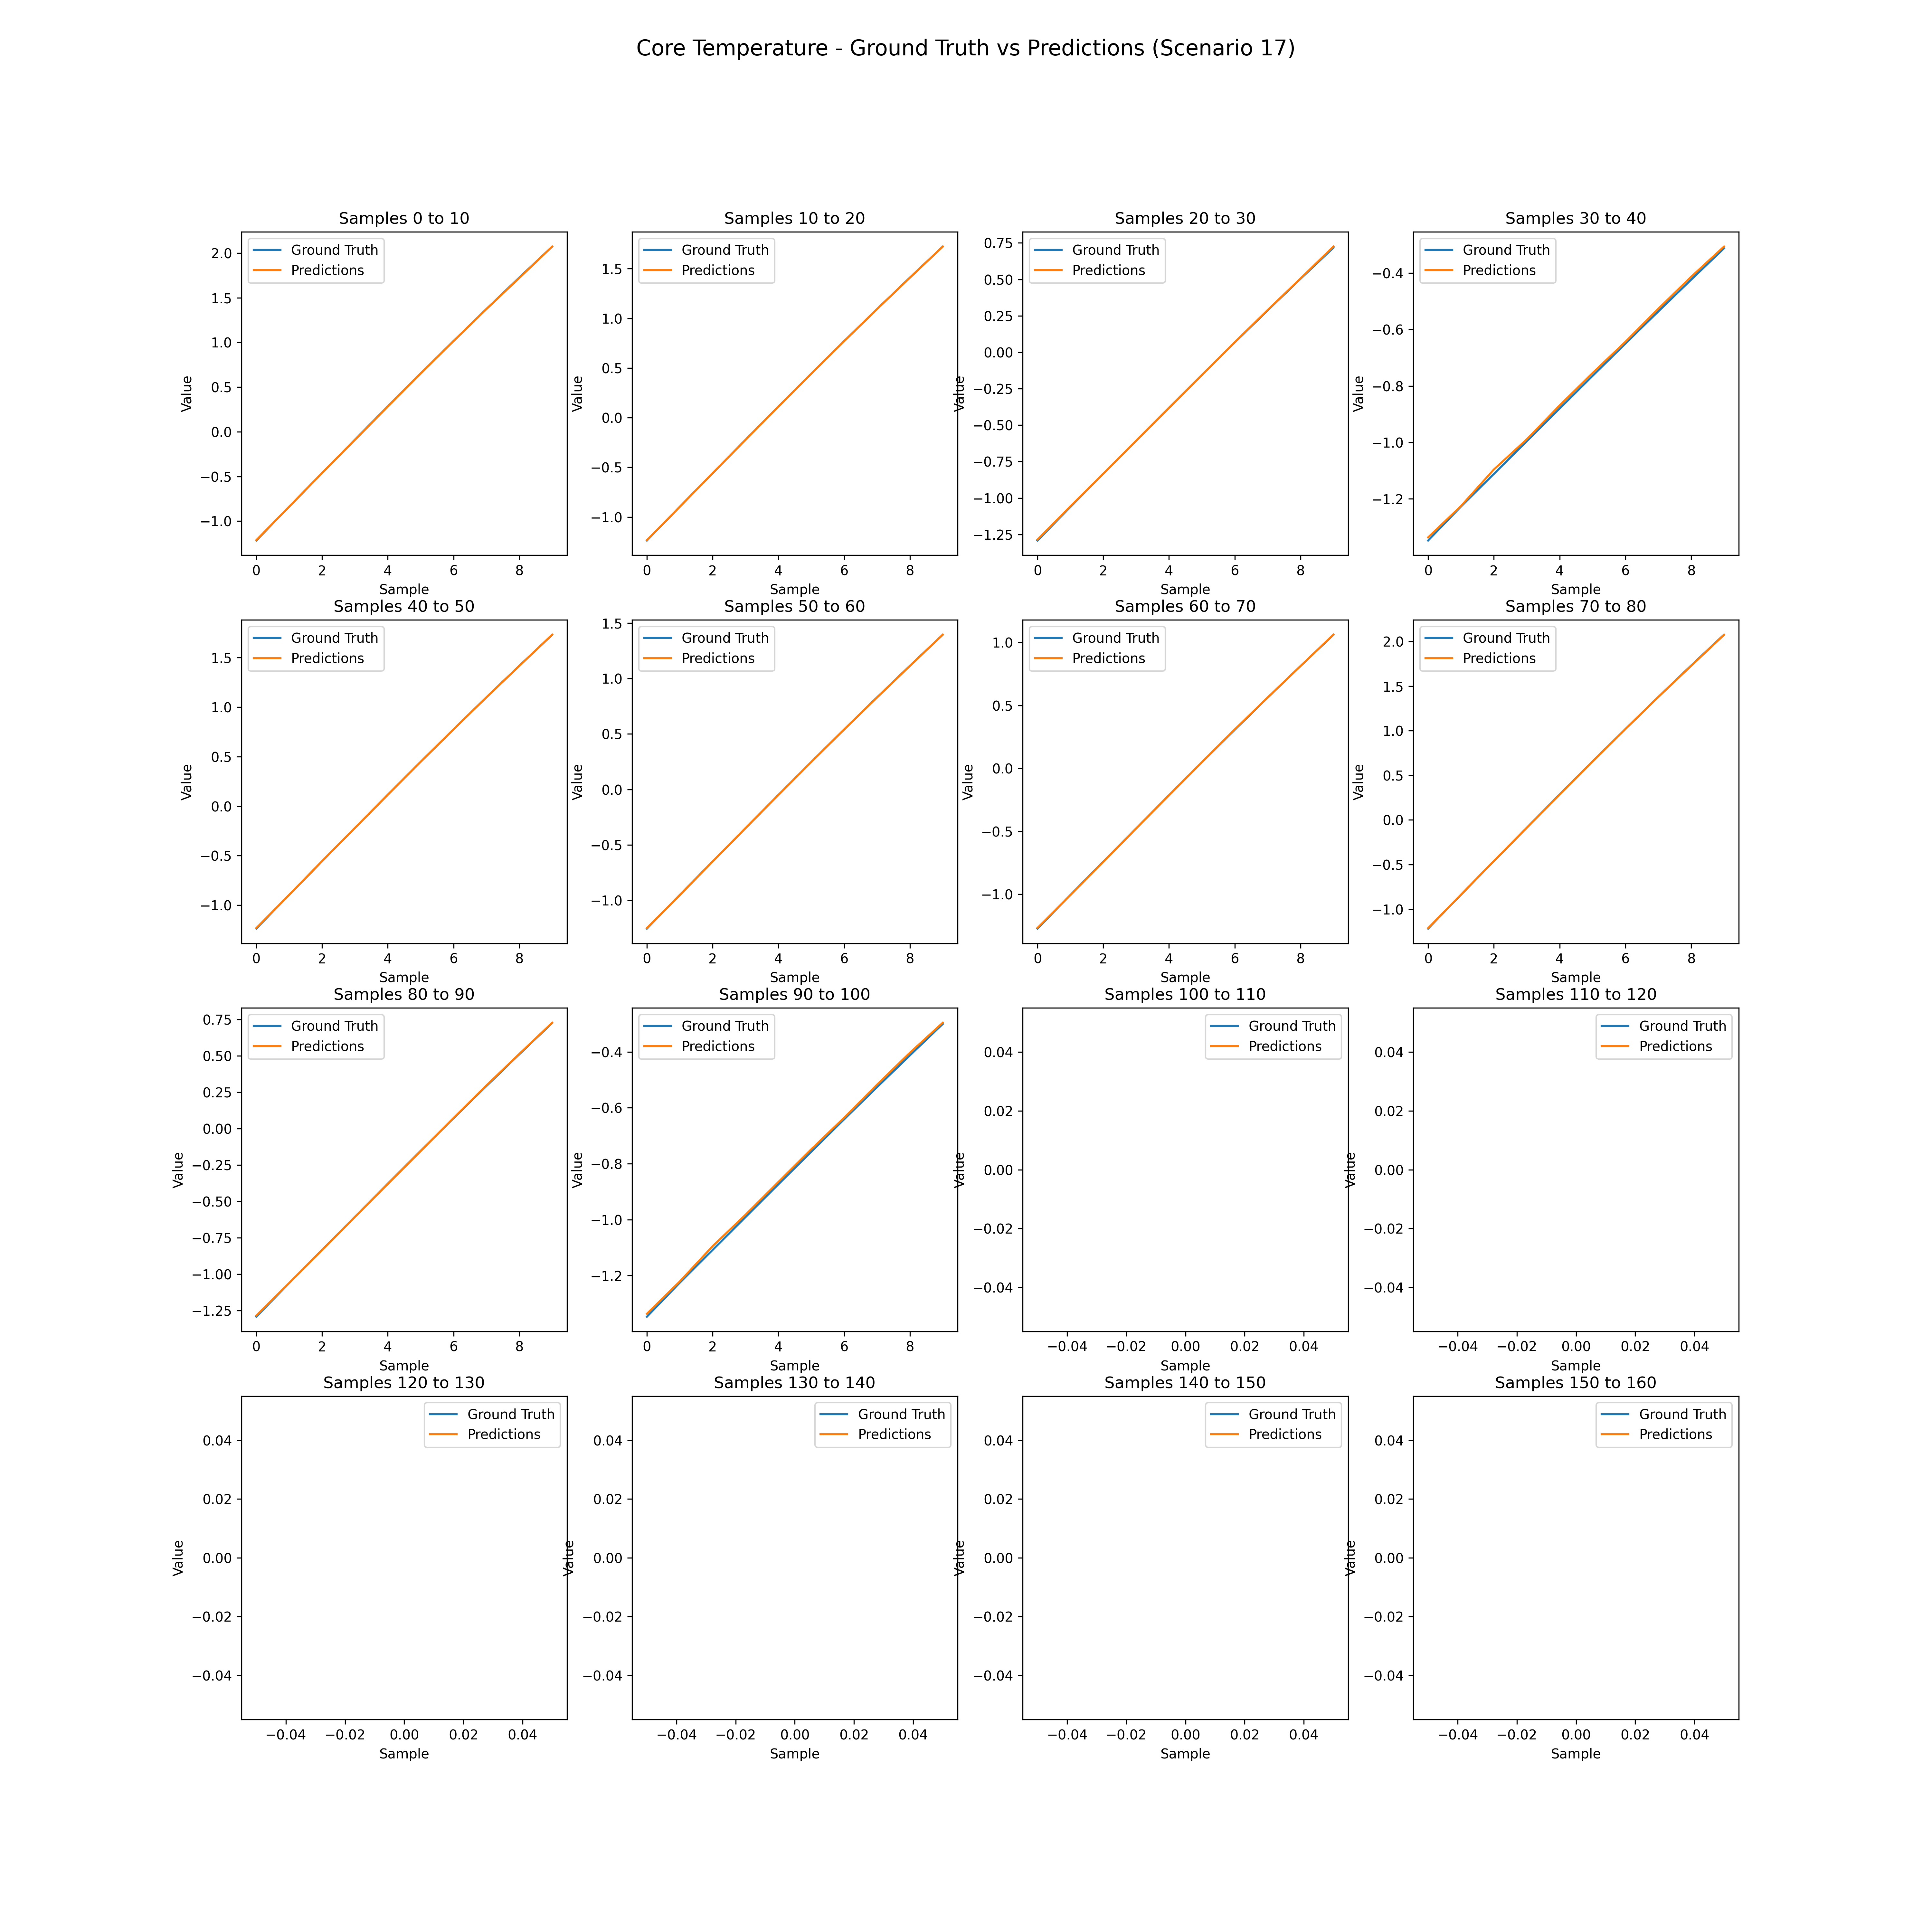 Core Temperature - Ground Truth vs Predictions (Scenario 17)
Samples 0 to 10
Ground Truth
Predictions
Value
2.0
1.5
1.0
0.5
0.0
−0.5
−1.0
0 2 4 6 8
Sample
Samples 10 to 20
Ground Truth
Predictions
Value
1.5
1.0
0.5
0.0
−0.5
−1.0
0 2 4 6 8
Sample
Samples 20 to 30
Ground Truth
Predictions
Value
0.75
0.50
0.25
0.00
−0.25
−0.50
−0.75
−1.00
−1.25
0 2 4 6 8
Sample
Samples 30 to 40
Ground Truth
Predictions
Value
−0.4
−0.6
−0.8
−1.0
−1.2
0 2 4 6 8
Sample
Samples 40 to 50
Ground Truth
Predictions
Value
1.5
1.0
0.5
0.0
−0.5
−1.0
0 2 4 6 8
Sample
Samples 50 to 60
Ground Truth
Predictions
Value
1.5
1.0
0.5
0.0
−0.5
−1.0
0 2 4 6 8
Sample
Samples 60 to 70
Ground Truth
Predictions
Value
1.0
0.5
0.0
−0.5
−1.0
0 2 4 6 8
Sample
Samples 70 to 80
Ground Truth
Predictions
Value
2.0
1.5
1.0
0.5
0.0
−0.5
−1.0
0 2 4 6 8
Sample
Samples 80 to 90
Ground Truth
Predictions
Value
0.75
0.50
0.25
0.00
−0.25
−0.50
−0.75
−1.00
−1.25
0 2 4 6 8
Sample
Samples 90 to 100
Ground Truth
Predictions
Value
−0.4
−0.6
−0.8
−1.0
−1.2
0 2 4 6 8
Sample
Samples 100 to 110
Ground Truth
Predictions
Value
0.04
0.02
0.00
−0.02
−0.04
−0.04 −0.02 0.00 0.02 0.04
Sample
Samples 110 to 120
Ground Truth
Predictions
Value
0.04
0.02
0.00
−0.02
−0.04
−0.04 −0.02 0.00 0.02 0.04
Sample
Samples 120 to 130
Ground Truth
Predictions
Value
0.04
0.02
0.00
−0.02
−0.04
−0.04 −0.02 0.00 0.02 0.04
Sample
Samples 130 to 140
Ground Truth
Predictions
Value
0.04
0.02
0.00
−0.02
−0.04
−0.04 −0.02 0.00 0.02 0.04
Sample
Samples 140 to 150
Ground Truth
Predictions
Value
0.04
0.02
0.00
−0.02
−0.04
−0.04 −0.02 0.00 0.02 0.04
Sample
Samples 150 to 160
Ground Truth
Predictions
Value
0.04
0.02
0.00
−0.02
−0.04
−0.04 −0.02 0.00 0.02 0.04
Sample